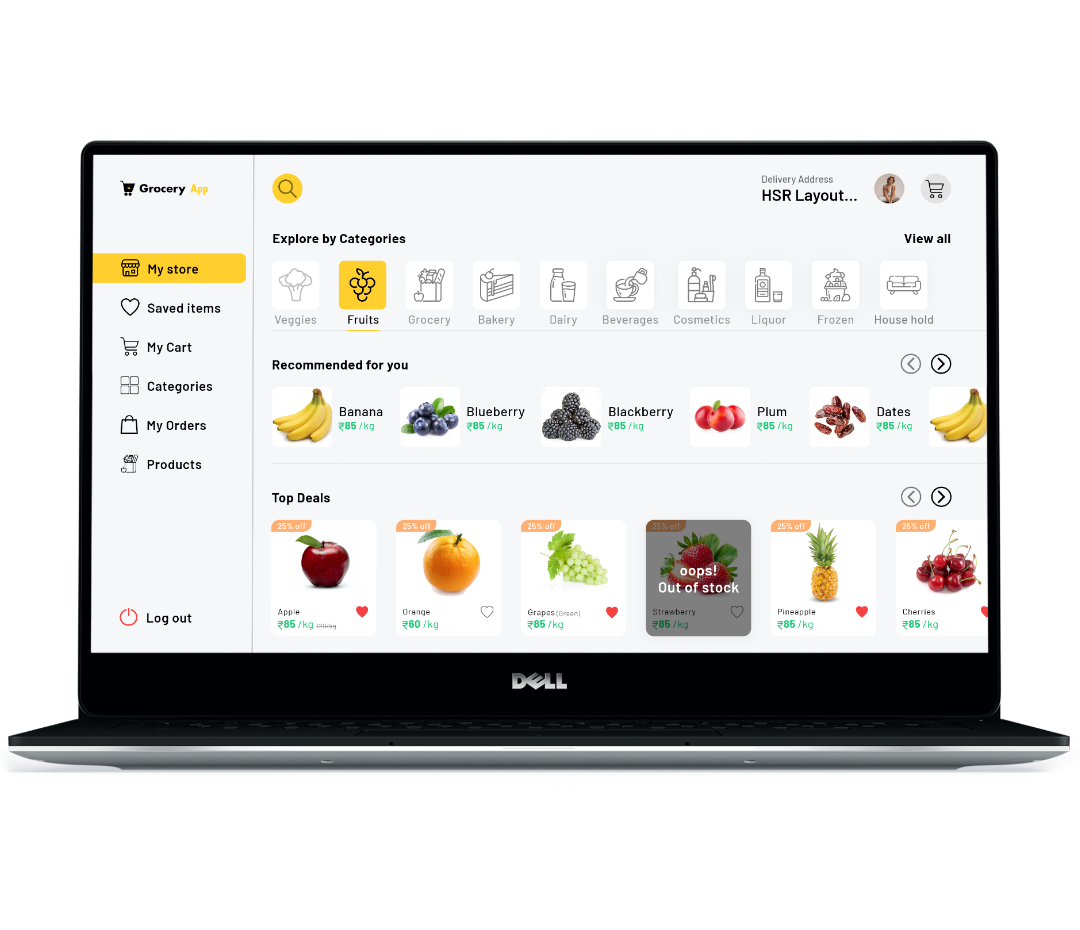 Grocery App
Delivery Address
HSR Layout...
My store
Saved items
My Cart
Categories
My Orders
Products
Log out
Explore by Categories
View all
Veggies
Fruits
Grocery
Bakery
Dairy
Beverages
Cosmetics
Liquor
Frozen
House hold
Recommended for you
Banana
₹85 /kg
Blueberry
₹85 /kg
Blackberry
₹85 /kg
Plum
₹85 /kg
Dates
₹85 /kg
Top Deals
25% off
Apple
₹85 /kg
25% off
Orange
₹60 /kg
25% off
Grapes (Green)
₹85 /kg
25% off
oops!
Out of stock
Strawberry
₹85 /kg
25% off
Pineapple
₹85 /kg
25% off
Cherries
₹85 /kg
DELL